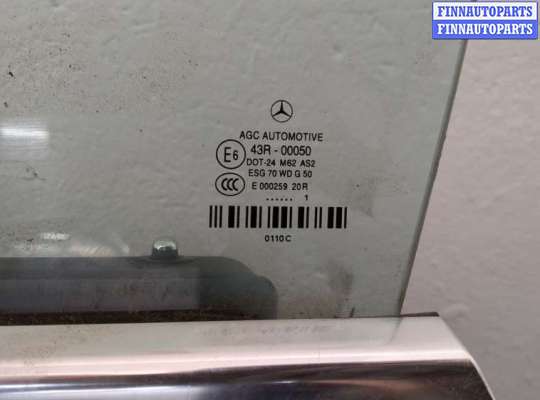 FINNAUTOPARTS
FINNAUTOPARTS
AGC AUTOMOTIVE
E6 43R - 00050
DOT-24 M62 AS2
ESG 70 WD G 50
CCC E 000259 20R
...... 1
0110C